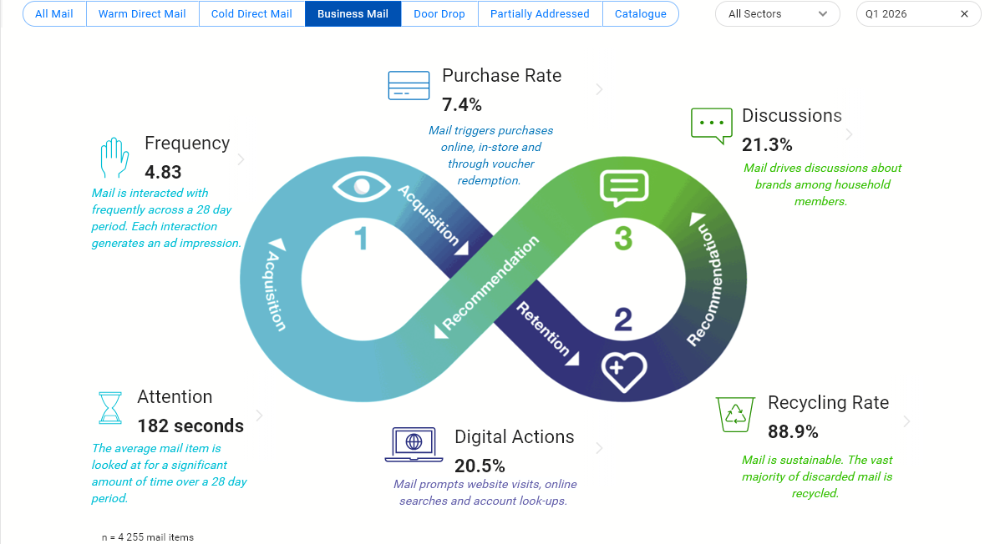 All Mail
Warm Direct Mail
Cold Direct Mail
Business Mail
Door Drop
Partially Addressed
Catalogue
All Sectors
Q1 2026
Purchase Rate
7.4%
Mail triggers purchases
online, in-store and
through voucher
redemption.
Discussions
21.3%
Mail drives discussions about
brands among household
members.
Frequency
4.83
Mail is interacted with
frequently across a 28 day
period. Each interaction
generates an ad impression.
Acquisition
1
Acquisition
Recommendation
3
Recommendation
2
Retention
Attention
182 seconds
The average mail item is
looked at for a significant
amount of time over a 28 day
period.
Digital Actions
20.5%
Mail prompts website visits, online
searches and account look-ups.
Recycling Rate
88.9%
Mail is sustainable. The vast
majority of discarded mail is
recycled.
n = 4 255 mail items